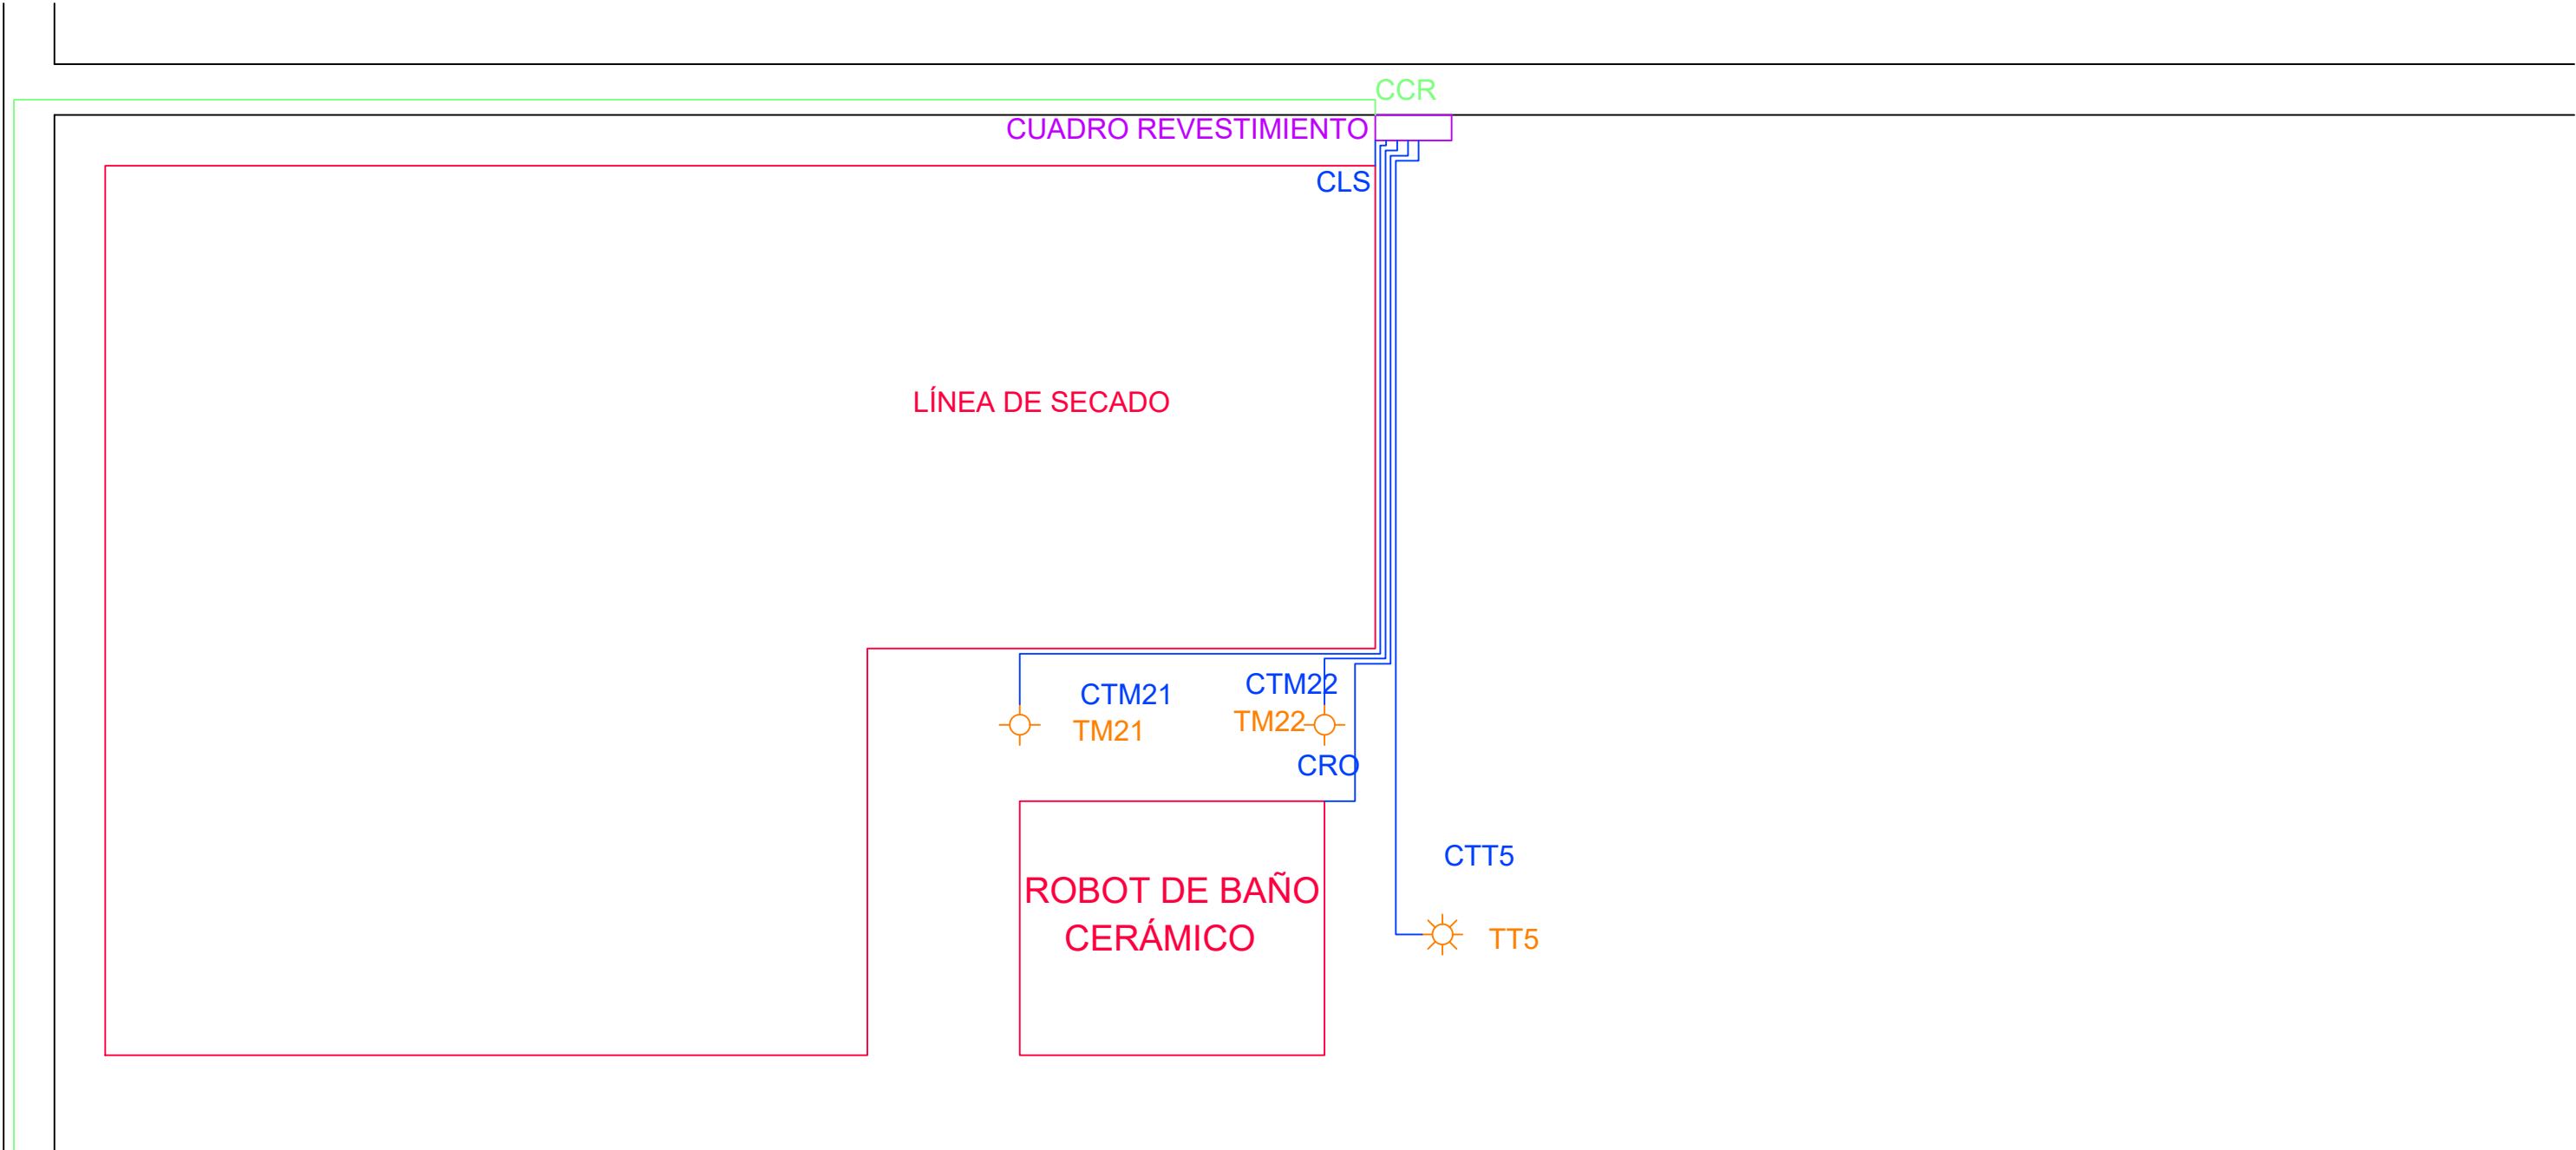 CCR
CUADRO REVESTIMIENTO
CLS
LÍNEA DE SECADO
CTM21
CTM22
TM21
TM22
CRO
CTT5
ROBOT DE BAÑO
CERÁMICO
TT5